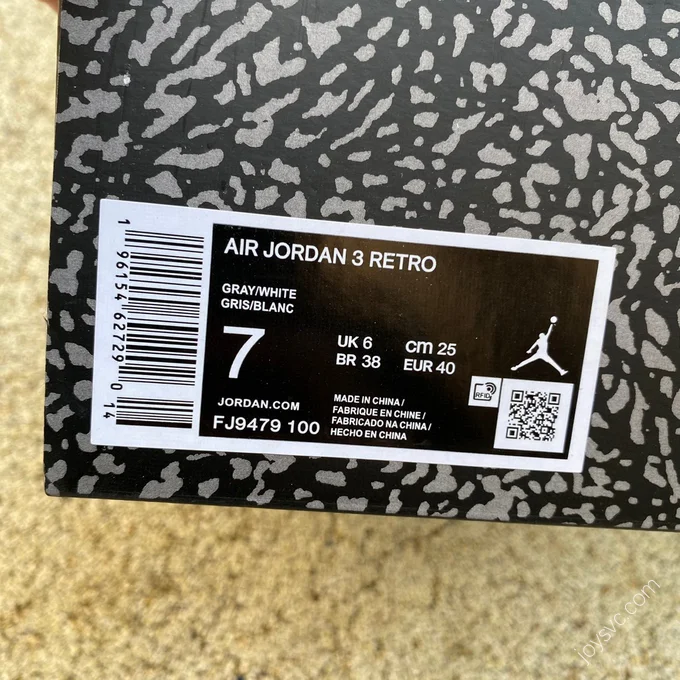 AIR JORDAN 3 RETRO
GRAY/WHITE
GRIS/BLANC
7
UK 6
BR 38
cm 25
EUR 40
JORDAN.COM
FJ9479 100
MADE IN CHINA/
FABRIQUE EN CHINE/
FABRICADO NA CHINA/
HECHO EN CHINA
RFID
1 96154 62729 0 14
joysvc.com